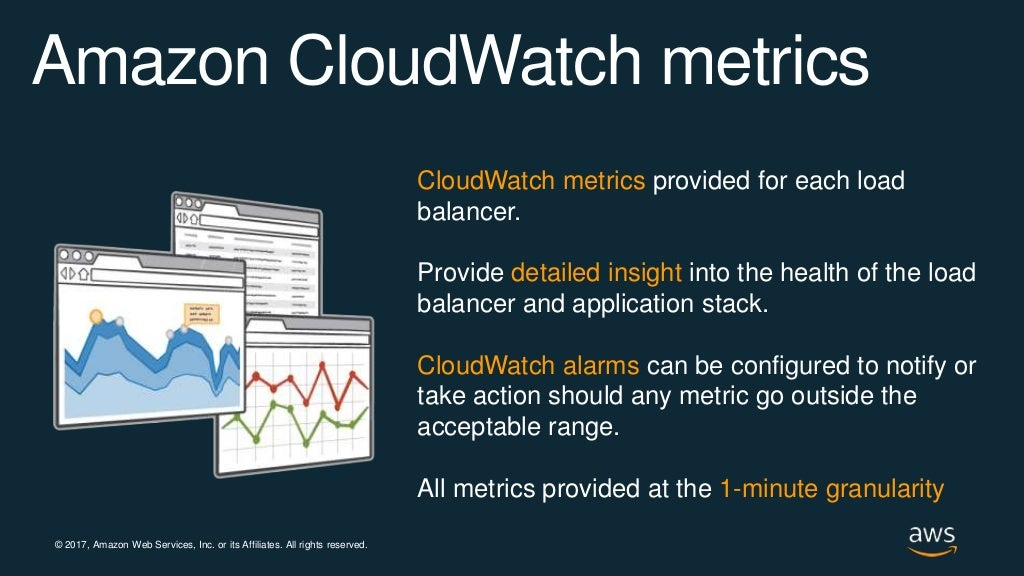 Amazon CloudWatch metrics
CloudWatch metrics provided for each load
balancer.
Provide detailed insight into the health of the load
balancer and application stack.
CloudWatch alarms can be configured to notify or
take action should any metric go outside the
acceptable range.
All metrics provided at the 1-minute granularity
© 2017, Amazon Web Services, Inc. or its Affiliates. All rights reserved.
aws